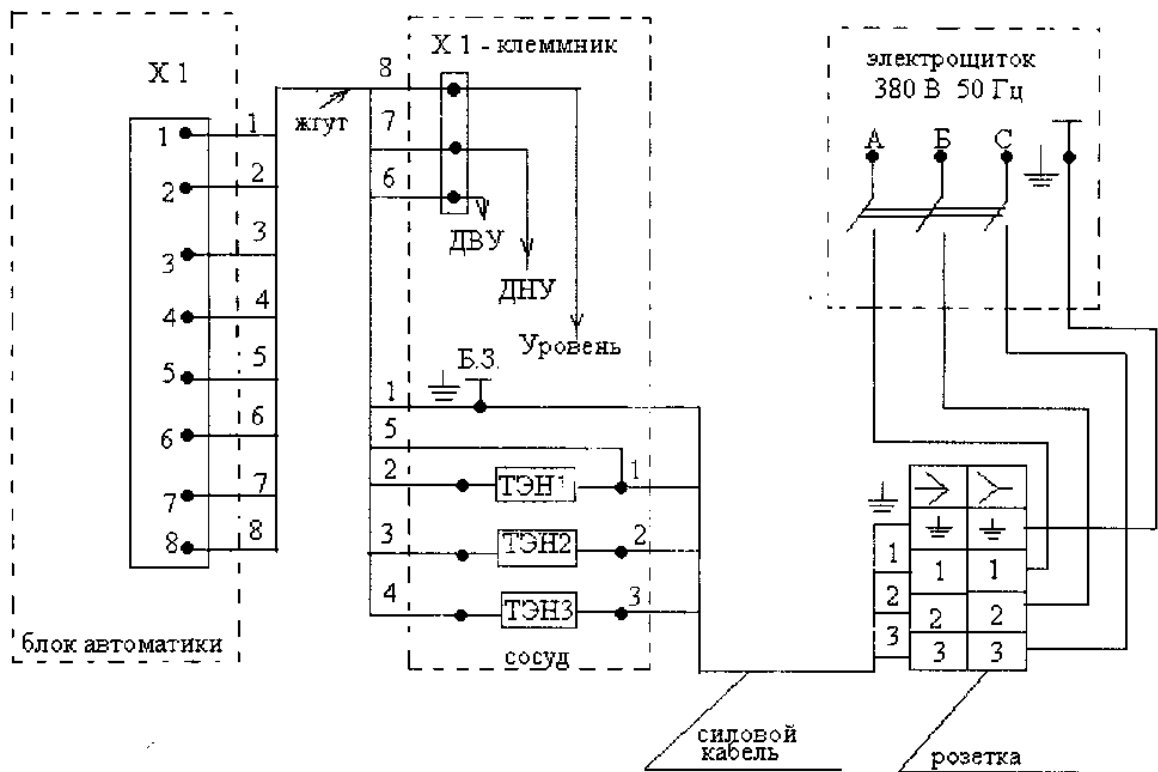 X 1
1
2
3
4
5
6
7
8
1
2
3
4
5
6
7
8
блок автоматики
жгут
X 1 - клеммник
8
7
6
ДВУ
ДНУ
Уровень
Б.З.
1
5
2
ТЭН1
1
3
ТЭН2
2
4
ТЭН3
3
сосуд
электрощиток
380 В 50 Гц
А Б С
1
2
3
1 1
2 2
3 3
силовой
кабель
розетка